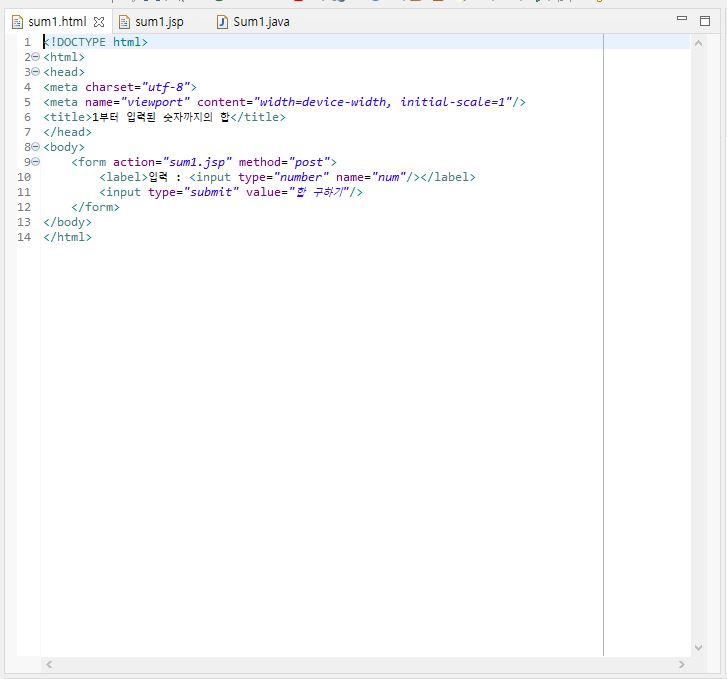 sum1.html sum1.jsp Sum1.java
1 <!DOCTYPE html>
2 <html>
3 <head>
4 <meta charset="utf-8">
5 <meta name="viewport" content="width=device-width, initial-scale=1"/>
6 <title>1부터 입력된 숫자까지의 합</title>
7 </head>
8 <body>
9 <form action="sum1.jsp" method="post">
10 <label>입력 : <input type="number" name="num"/></label>
11 <input type="submit" value="합 구하기"/>
12 </form>
13 </body>
14 </html>